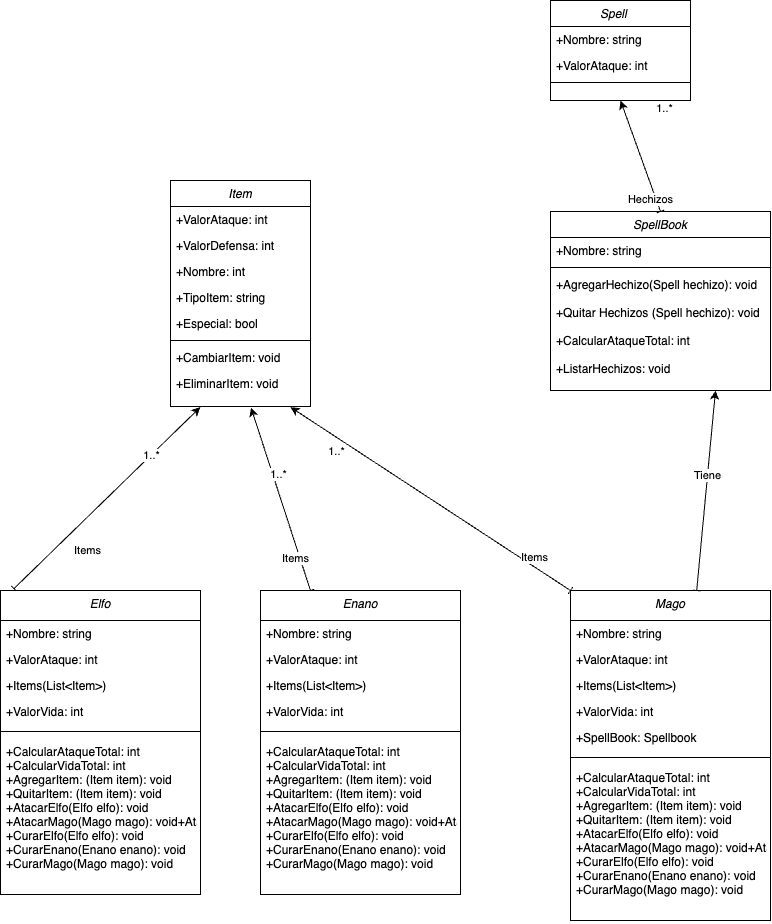 Spell
+Nombre: string
+ValorAtaque: int
1..*
Hechizos
SpellBook
+Nombre: string
+AgregarHechizo(Spell hechizo): void
+Quitar Hechizos (Spell hechizo): void
+CalcularAtaqueTotal: int
+ListarHechizos: void
Item
+ValorAtaque: int
+ValorDefensa: int
+Nombre: int
+TipoItem: string
+Especial: bool
+CambiarItem: void
+EliminarItem: void
1..*
1..*
1..*
Tiene
Items
Items
Items
Elfo
+Nombre: string
+ValorAtaque: int
+Items(List<Item>)
+ValorVida: int
+CalcularAtaqueTotal: int
+CalcularVidaTotal: int
+AgregarItem: (Item item): void
+QuitarItem: (Item item): void
+AtacarElfo(Elfo elfo): void
+AtacarMago(Mago mago): void+At
+CurarElfo(Elfo elfo): void
+CurarEnano(Enano enano): void
+CurarMago(Mago mago): void
Enano
+Nombre: string
+ValorAtaque: int
+Items(List<Item>)
+ValorVida: int
+CalcularAtaqueTotal: int
+CalcularVidaTotal: int
+AgregarItem: (Item item): void
+QuitarItem: (Item item): void
+AtacarElfo(Elfo elfo): void
+AtacarMago(Mago mago): void+At
+CurarElfo(Elfo elfo): void
+CurarEnano(Enano enano): void
+CurarMago(Mago mago): void
Mago
+Nombre: string
+ValorAtaque: int
+Items(List<Item>)
+ValorVida: int
+SpellBook: Spellbook
+CalcularAtaqueTotal: int
+CalcularVidaTotal: int
+AgregarItem: (Item item): void
+QuitarItem: (Item item): void
+AtacarElfo(Elfo elfo): void
+AtacarMago(Mago mago): void+At
+CurarElfo(Elfo elfo): void
+CurarEnano(Enano enano): void
+CurarMago(Mago mago): void